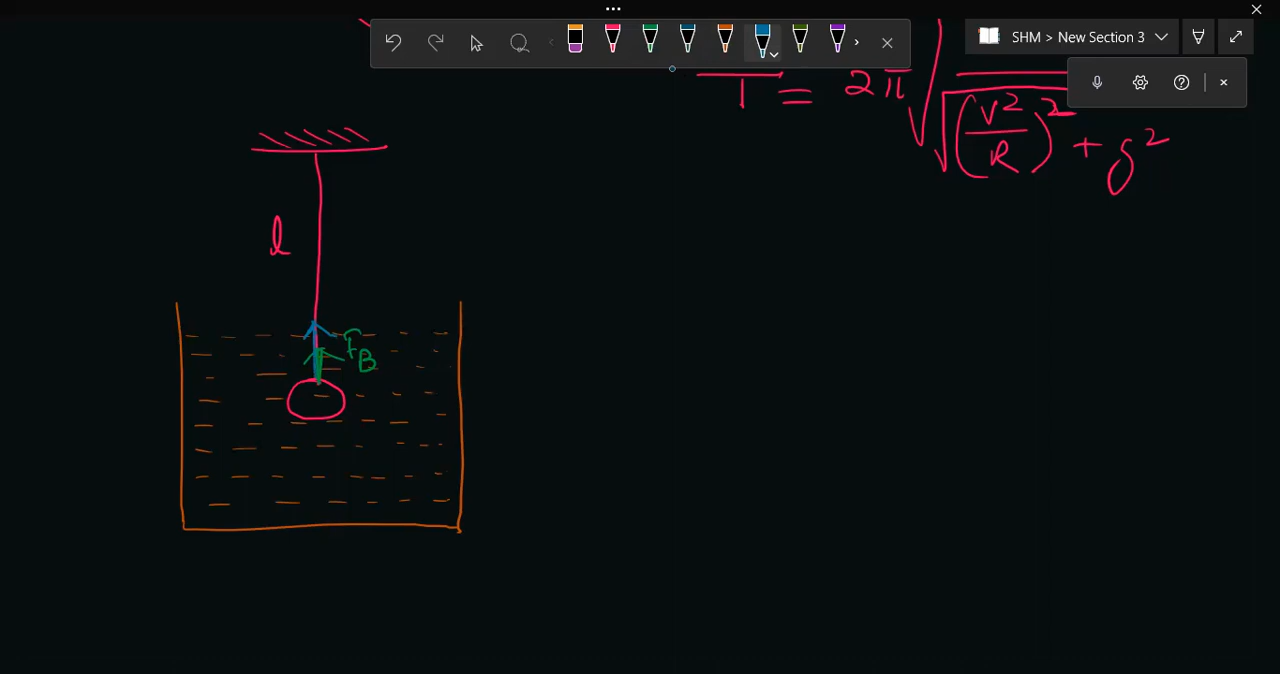 SHM > New Section 3
T = 2π √ √((V²/R)² + g²)
l
F_B